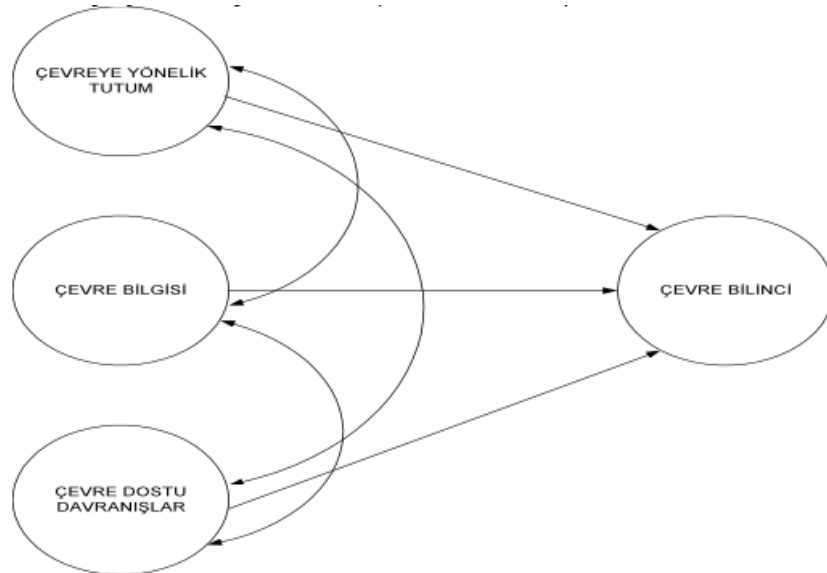 ÇEVREYE YÖNELİK
TUTUM
ÇEVRE BİLGİSİ
ÇEVRE BİLİNCİ
ÇEVRE DOSTU
DAVRANIŞLAR